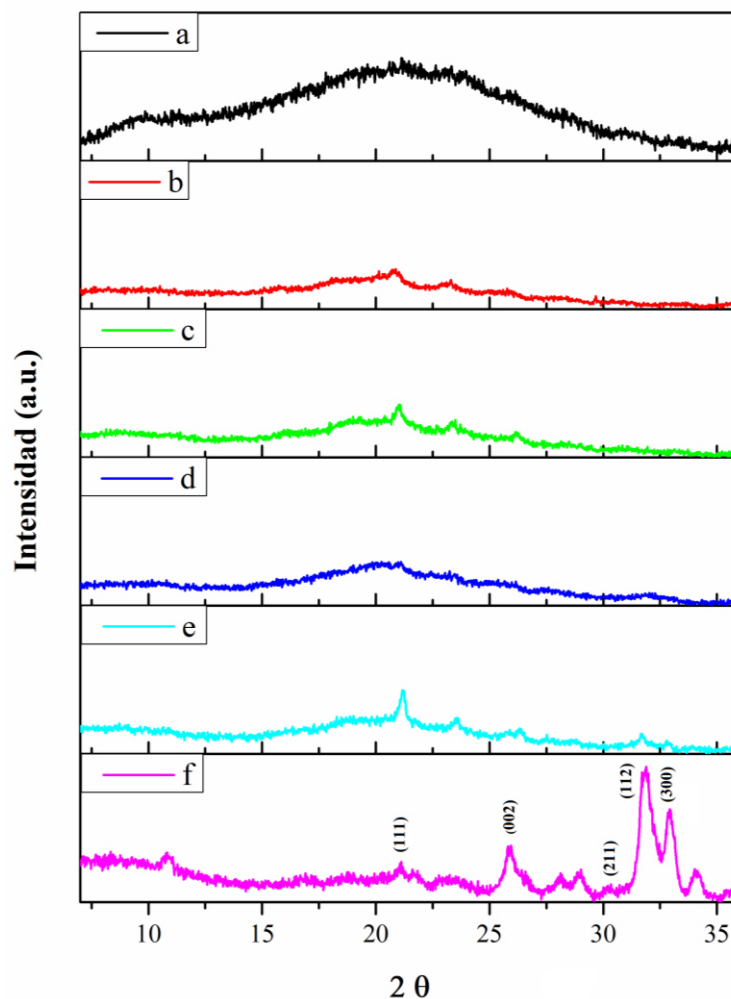 a
b
c
d
e
f
(111)
(002)
(211)
(112)
(300)
Intensidad (a.u.)
10 15 20 25 30 35
2 θ